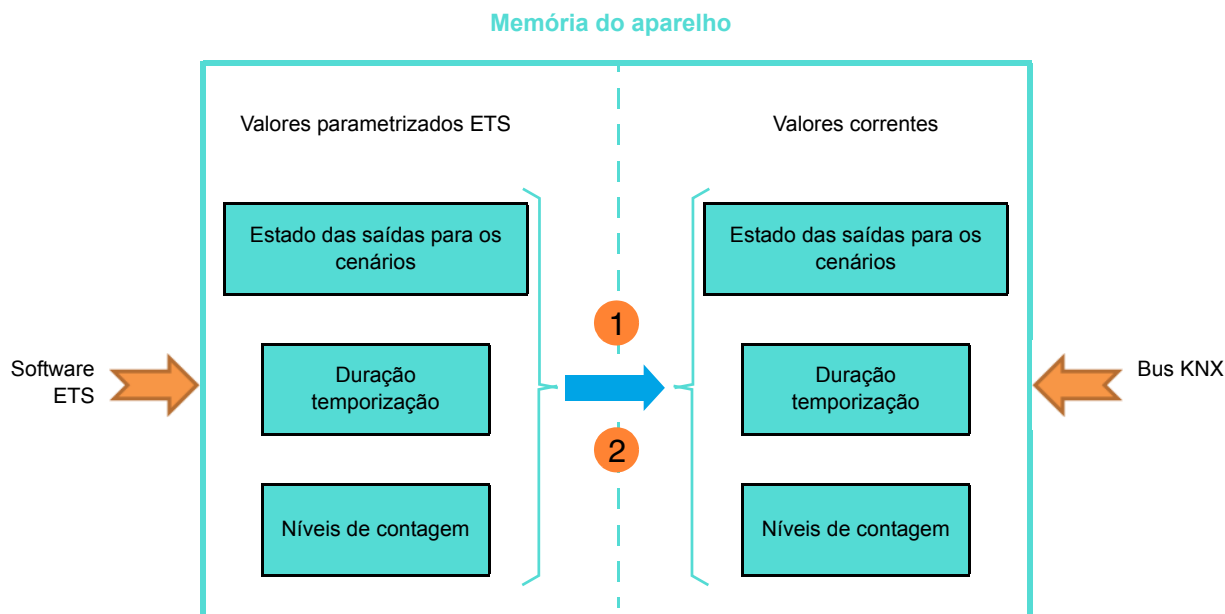 Memória do aparelho
Valores parametrizados ETS
Valores correntes
Estado das saídas para os
cenários
Estado das saídas para os
cenários
1
Software
ETS
Duração
temporização
Duração
temporização
Bus KNX
2
Níveis de contagem
Níveis de contagem